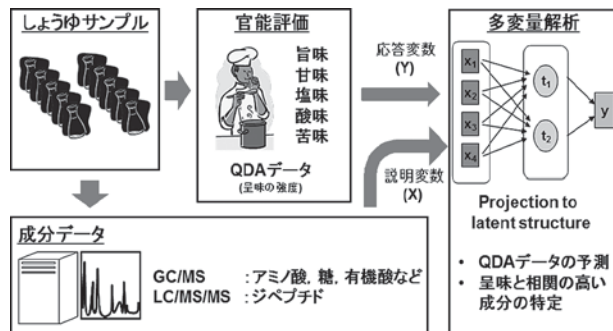 しょうゆサンプル
官能評価
旨味
甘味
塩味
酸味
苦味
QDAデータ
(呈味の強度)
応答変数
(Y)
説明変数
(X)
多変量解析
x1
x2
x3
x4
t1
t2
y
Projection to
latent structure
• QDAデータの予測
• 呈味と相関の高い
成分の特定
成分データ
GC/MS :アミノ酸, 糖, 有機酸など
LC/MS/MS :ジペプチド